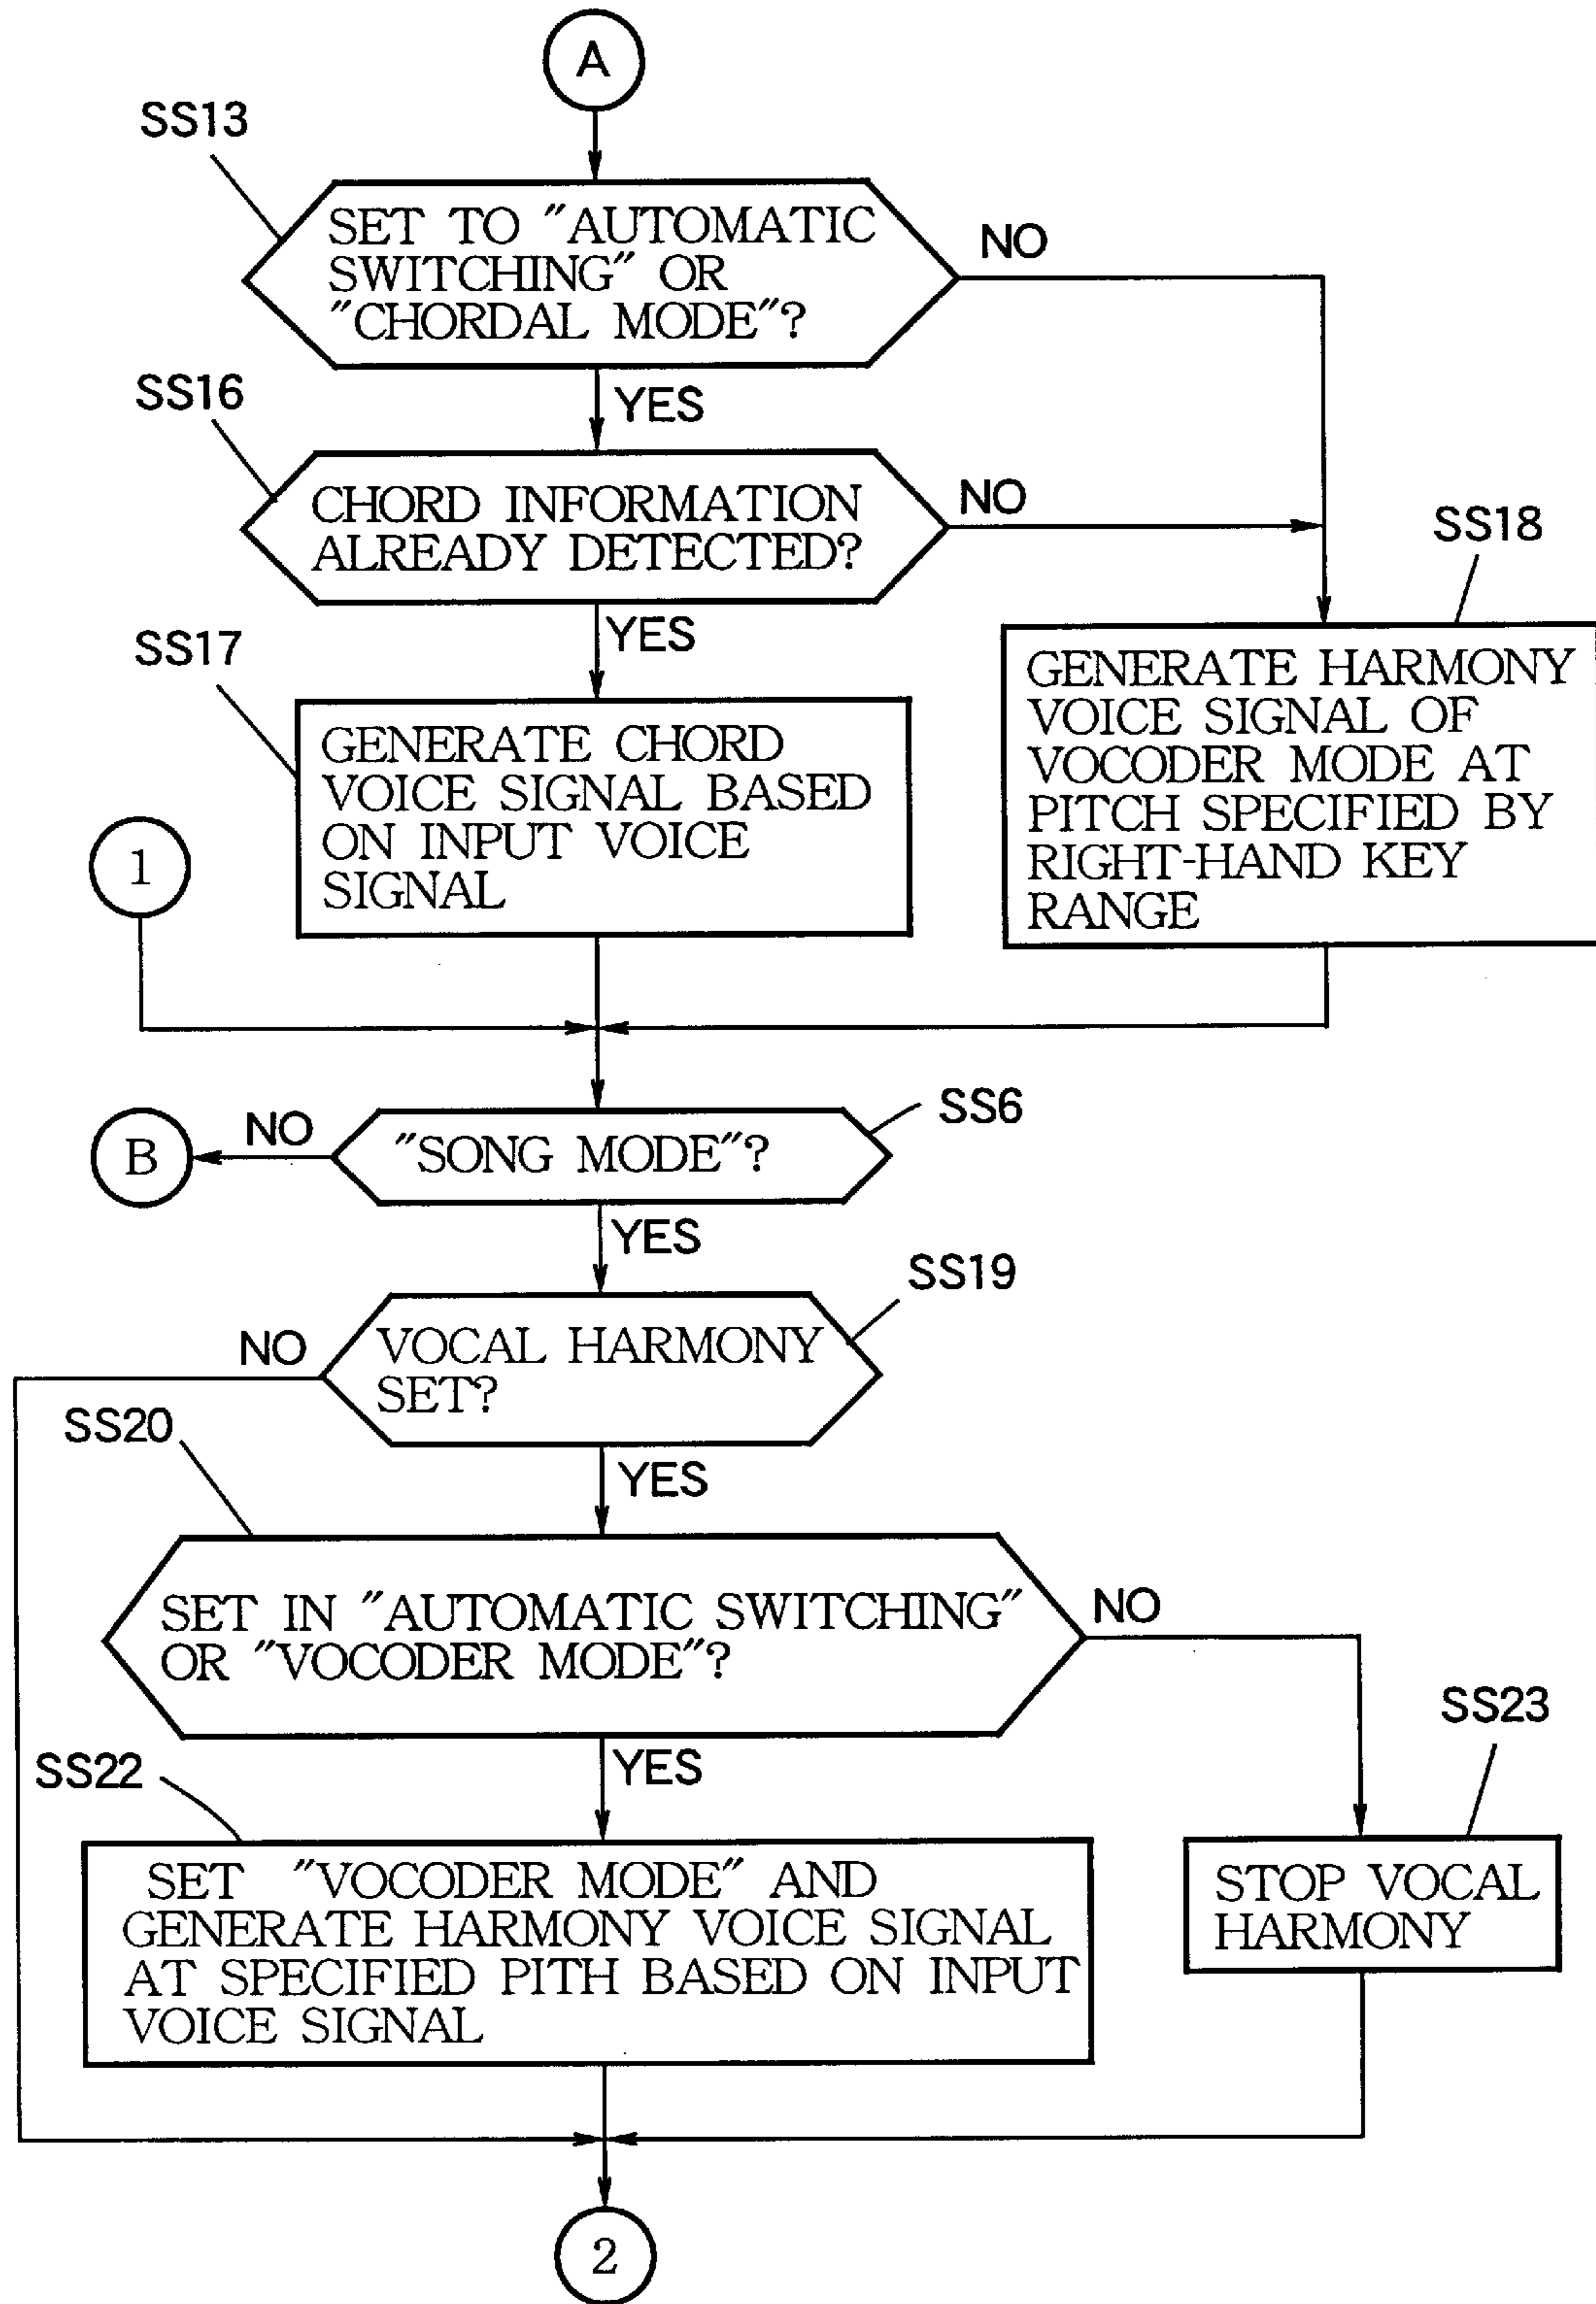 A
SS13
SET TO "AUTOMATIC
SWITCHING" OR
"CHORDAL MODE"?
NO
YES
SS16
CHORD INFORMATION
ALREADY DETECTED?
NO
YES
SS17
GENERATE CHORD
VOICE SIGNAL BASED
ON INPUT VOICE
SIGNAL
SS18
GENERATE HARMONY
VOICE SIGNAL OF
VOCODER MODE AT
PITCH SPECIFIED BY
RIGHT-HAND KEY
RANGE
1
SS6
"SONG MODE"?
NO
B
YES
SS19
VOCAL HARMONY
SET?
NO
YES
SS20
SET IN "AUTOMATIC SWITCHING"
OR "VOCODER MODE"?
NO
YES
SS22
SET "VOCODER MODE" AND
GENERATE HARMONY VOICE SIGNAL
AT SPECIFIED PITH BASED ON INPUT
VOICE SIGNAL
SS23
STOP VOCAL
HARMONY
2